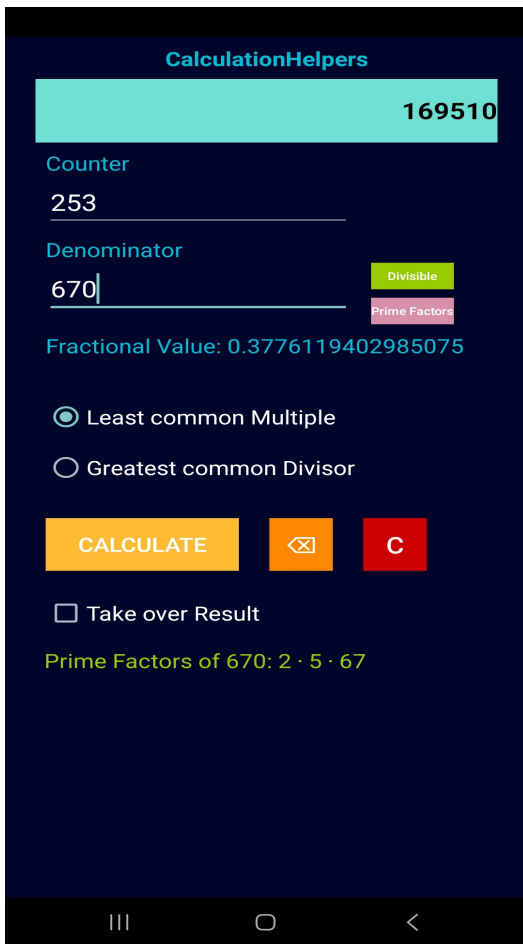 CalculationHelpers
169510
Counter
253
Denominator
670
Divisible
Prime Factors
Fractional Value: 0.3776119402985075
Least common Multiple
Greatest common Divisor
CALCULATE
C
Take over Result
Prime Factors of 670: 2 · 5 · 67